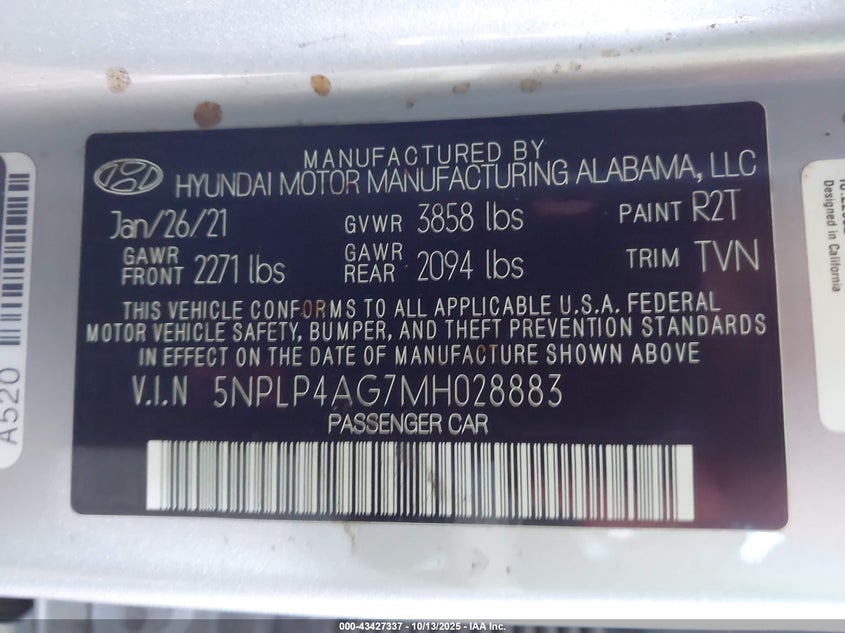 MANUFACTURED BY
HYUNDAI MOTOR MANUFACTURING ALABAMA, LLC
Jan/26/21 GVWR 3858 lbs PAINT R2T
GAWR FRONT 2271 lbs GAWR REAR 2094 lbs TRIM TVN
THIS VEHICLE CONFORMS TO ALL APPLICABLE U.S.A. FEDERAL
MOTOR VEHICLE SAFETY, BUMPER, AND THEFT PREVENTION STANDARDS
IN EFFECT ON THE DATE OF MANUFACTURE SHOWN ABOVE
V.I.N 5NPLP4AG7MH028883
PASSENGER CAR
A520
Designed in California
000-43427337 - 10/13/2025 - IAA Inc.